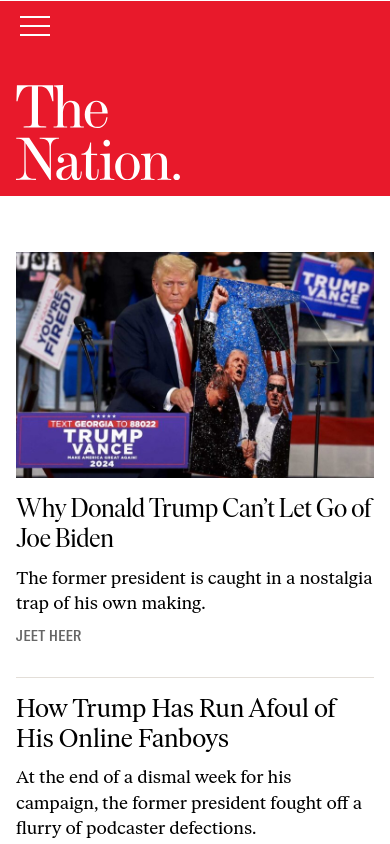 The
Nation.
USA
YOU'RE
FIRED!
TRUMP
VANCE
TEXT GEORGIA TO 88022
TRUMP
VANCE
MAKE AMERICA GREAT AGAIN!
2024
Why Donald Trump Can’t Let Go of
Joe Biden
The former president is caught in a nostalgia
trap of his own making.
JEET HEER
How Trump Has Run Afoul of
His Online Fanboys
At the end of a dismal week for his
campaign, the former president fought off a
flurry of podcaster defections.